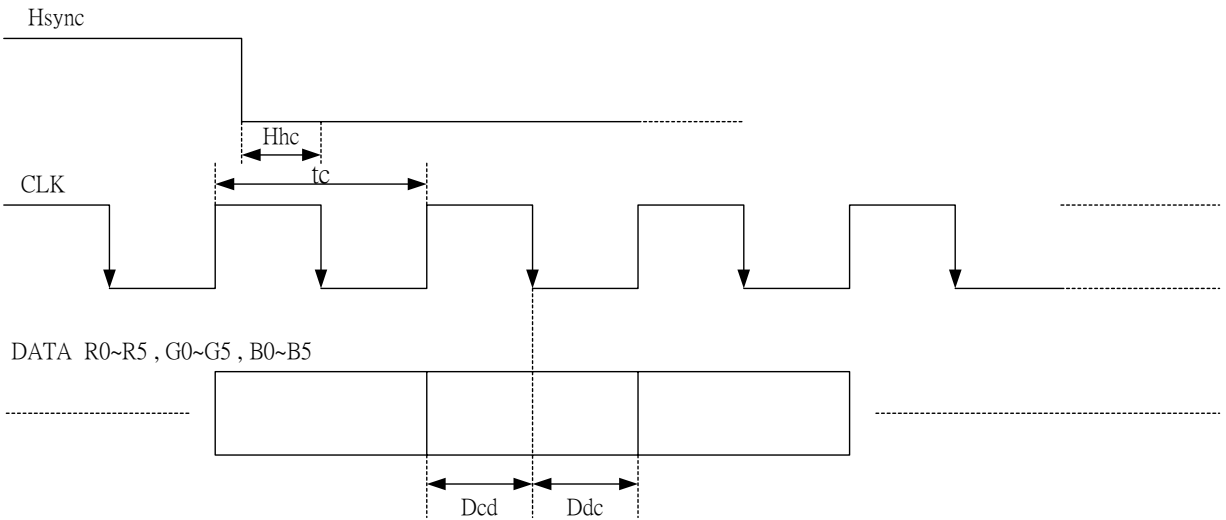 Hsync
Hhc
tc
CLK
DATA R0~R5 , G0~G5 , B0~B5
Dcd Ddc